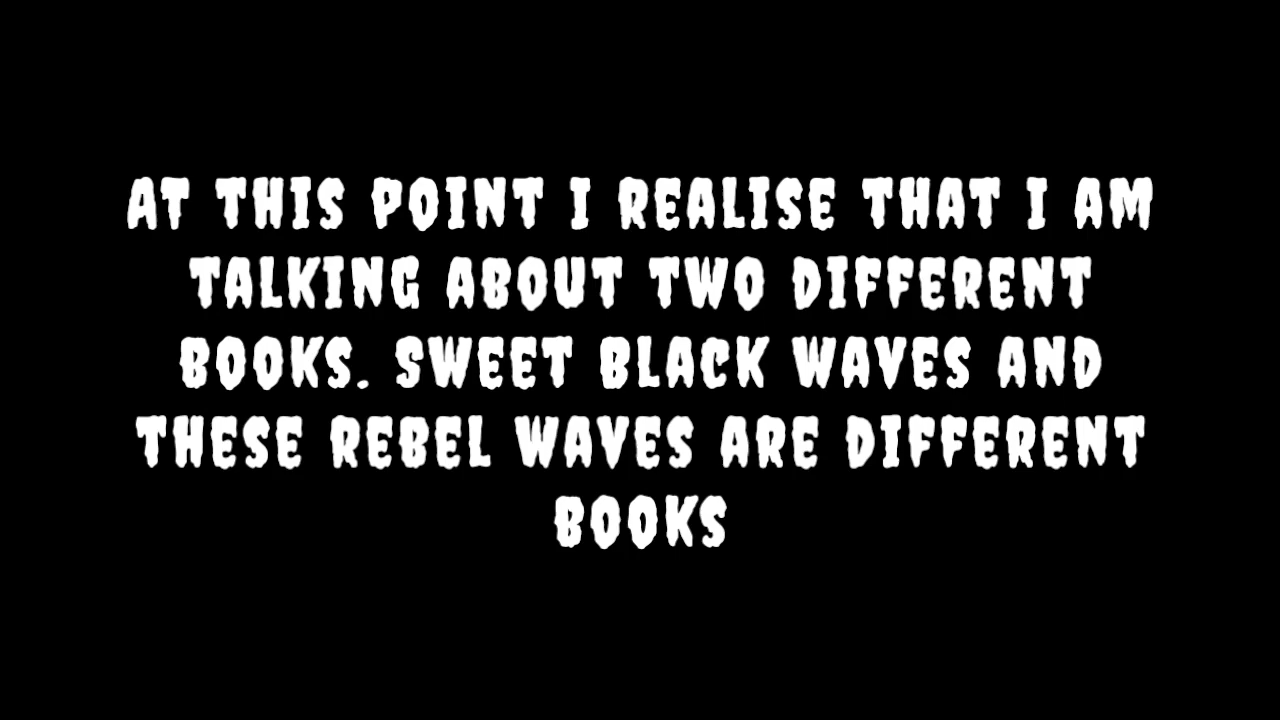 AT THIS POINT I REALISE THAT I AM
TALKING ABOUT TWO DIFFERENT
BOOKS. SWEET BLACK WAVES AND
THESE REBEL WAVES ARE DIFFERENT
BOOKS